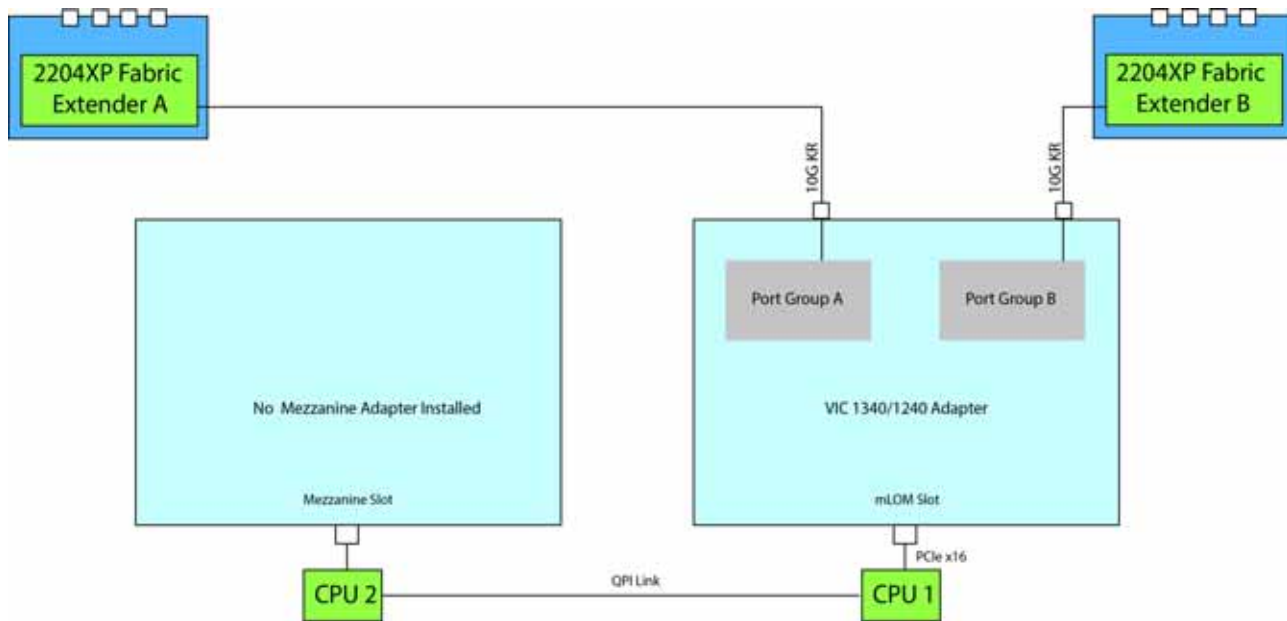 2204XP Fabric
Extender A
2204XP Fabric
Extender B
10G KR
10G KR
Port Group A
Port Group B
No Mezzanine Adapter Installed
VIC 1340/1240 Adapter
Mezzanine Slot
mLOM Slot
PCIe x16
QPI Link
CPU 2
CPU 1